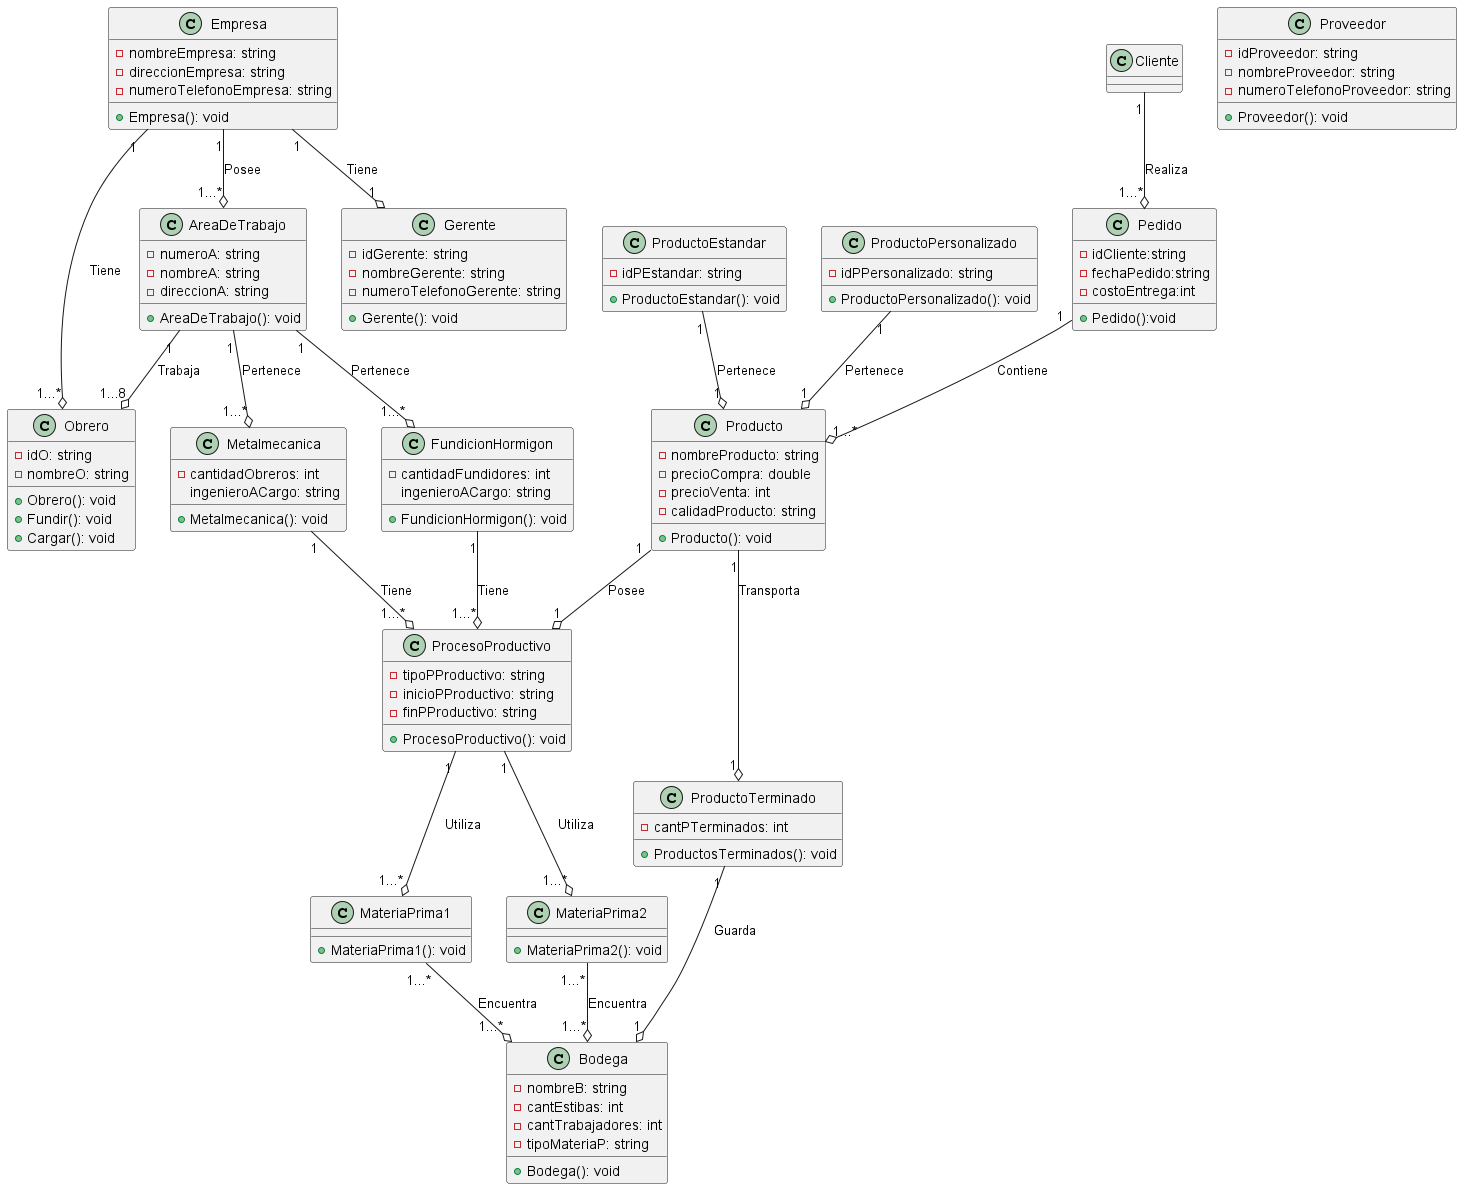 C Empresa
nombreEmpresa: string
direccionEmpresa: string
numeroTelefonoEmpresa: string
Empresa(): void
C Cliente
C Proveedor
idProveedor: string
nombreProveedor: string
numeroTelefonoProveedor: string
Proveedor(): void
1
1
1
1
Tiene
Posee
Tiene
Realiza
1...*
1
1...*
C AreaDeTrabajo
numeroA: string
nombreA: string
direccionA: string
AreaDeTrabajo(): void
C Gerente
idGerente: string
nombreGerente: string
numeroTelefonoGerente: string
Gerente(): void
C ProductoEstandar
idPEstandar: string
ProductoEstandar(): void
C ProductoPersonalizado
idPPersonalizado: string
ProductoPersonalizado(): void
C Pedido
idCliente:string
fechaPedido:string
costoEntrega:int
Pedido():void
1
1
1
1
1
1
Trabaja
Pertenece
Pertenece
Pertenece
Pertenece
Contiene
1...*
1...8
1...*
1...*
1
1
1...*
C Obrero
idO: string
nombreO: string
Obrero(): void
Fundir(): void
Cargar(): void
C Metalmecanica
cantidadObreros: int
ingenieroACargo: string
Metalmecanica(): void
C FundicionHormigon
cantidadFundidores: int
ingenieroACargo: string
FundicionHormigon(): void
C Producto
nombreProducto: string
precioCompra: double
precioVenta: int
calidadProducto: string
Producto(): void
1
1
1
1
Tiene
Tiene
Posee
Transporta
1...*
1...*
1
1
C ProcesoProductivo
tipoPProductivo: string
inicioPProductivo: string
finPProductivo: string
ProcesoProductivo(): void
1
1
Utiliza
Utiliza
1...*
1...*
C ProductoTerminado
cantPTerminados: int
ProductosTerminados(): void
C MateriaPrima1
MateriaPrima1(): void
C MateriaPrima2
MateriaPrima2(): void
1
Guarda
1...*
1...*
Encuentra
Encuentra
1...*
1...*
1
C Bodega
nombreB: string
cantEstibas: int
cantTrabajadores: int
tipoMateriaP: string
Bodega(): void